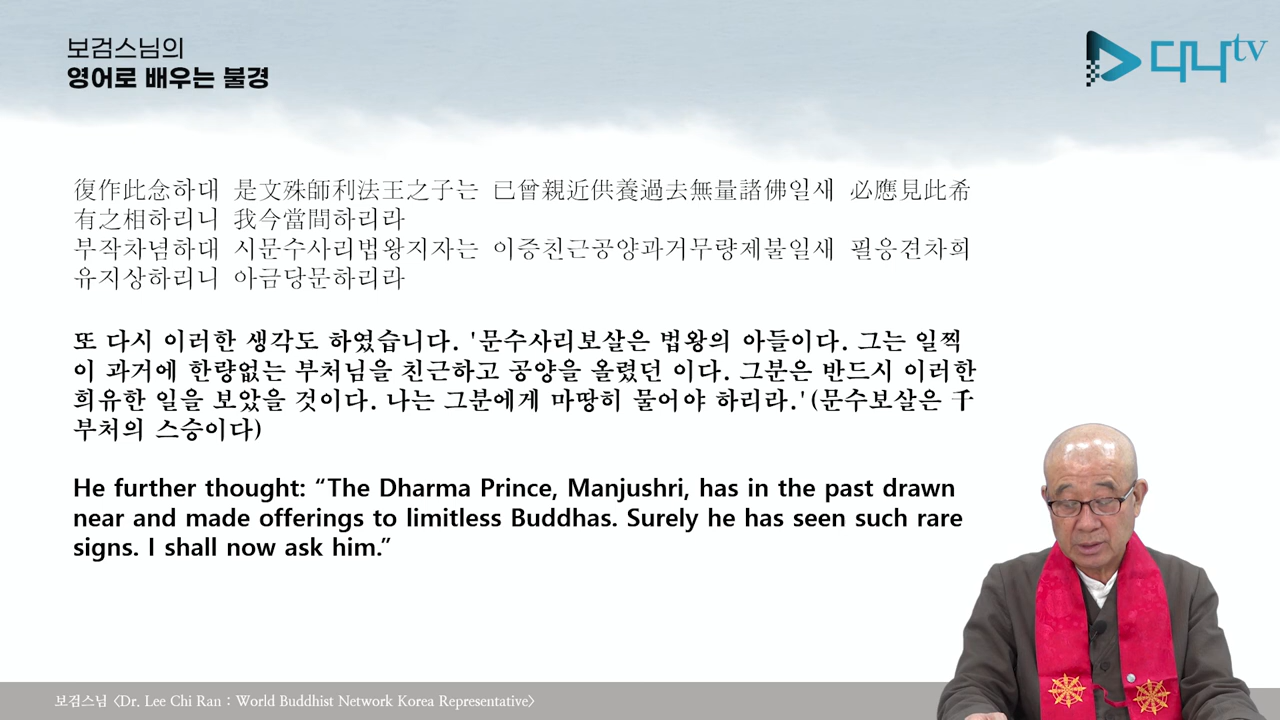 보검스님의
영어로 배우는 불경
디나tv
復作此念하대 是文殊師利法王之子는 已曾親近供養過去無量諸佛일새 必應見此希
有之相하리니 我今當間하리라
부작차념하대 시문수사리법왕지자는 이증친근공양과거무량제불일새 필응견차희
유지상하리니 아금당문하리라
또 다시 이러한 생각도 하였습니다. '문수사리보살은 법왕의 아들이다. 그는 일찍
이 과거에 한량없는 부처님을 친근하고 공양을 올렸던 이다. 그분은 반드시 이러한
희유한 일을 보았을 것이다. 나는 그분에게 마땅히 물어야 하리라.'(문수보살은 千
부처의 스승이다)
He further thought: “The Dharma Prince, Manjushri, has in the past drawn
near and made offerings to limitless Buddhas. Surely he has seen such rare
signs. I shall now ask him.”
보검스님 <Dr. Lee Chi Ran : World Buddhist Network Korea Representative>